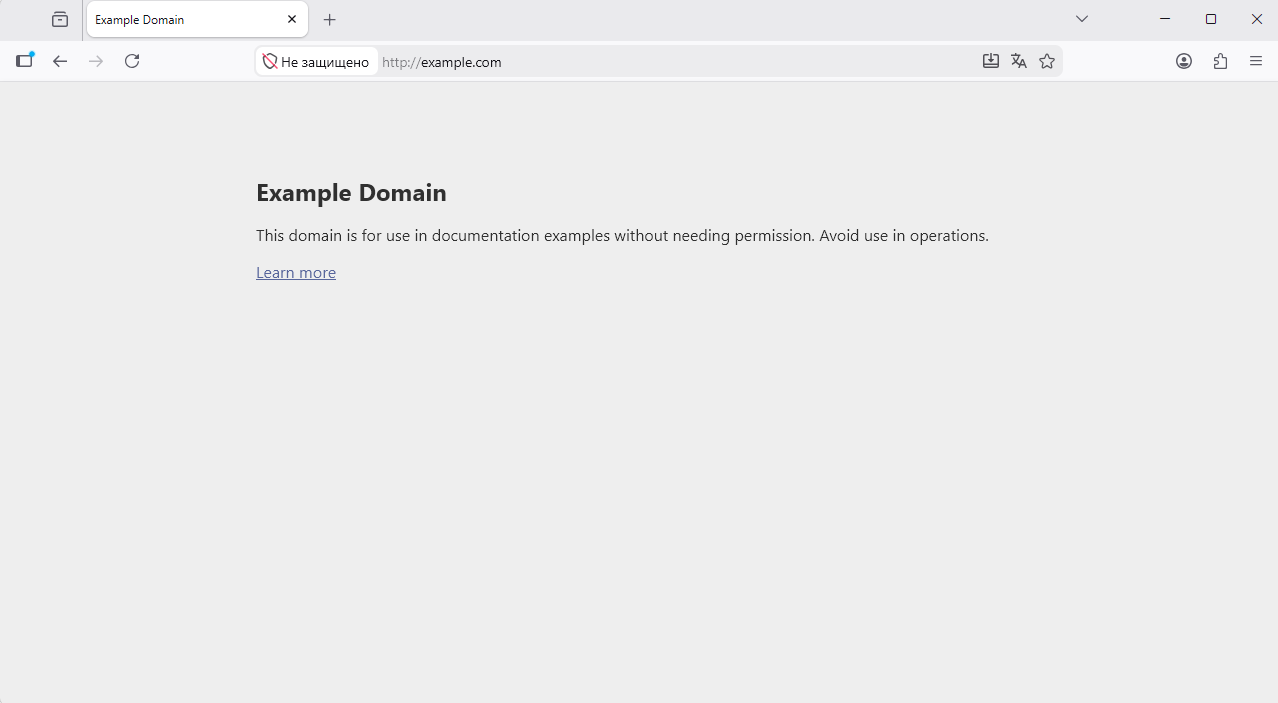 Example Domain
Не защищено http://example.com
Example Domain
This domain is for use in documentation examples without needing permission. Avoid use in operations.
Learn more